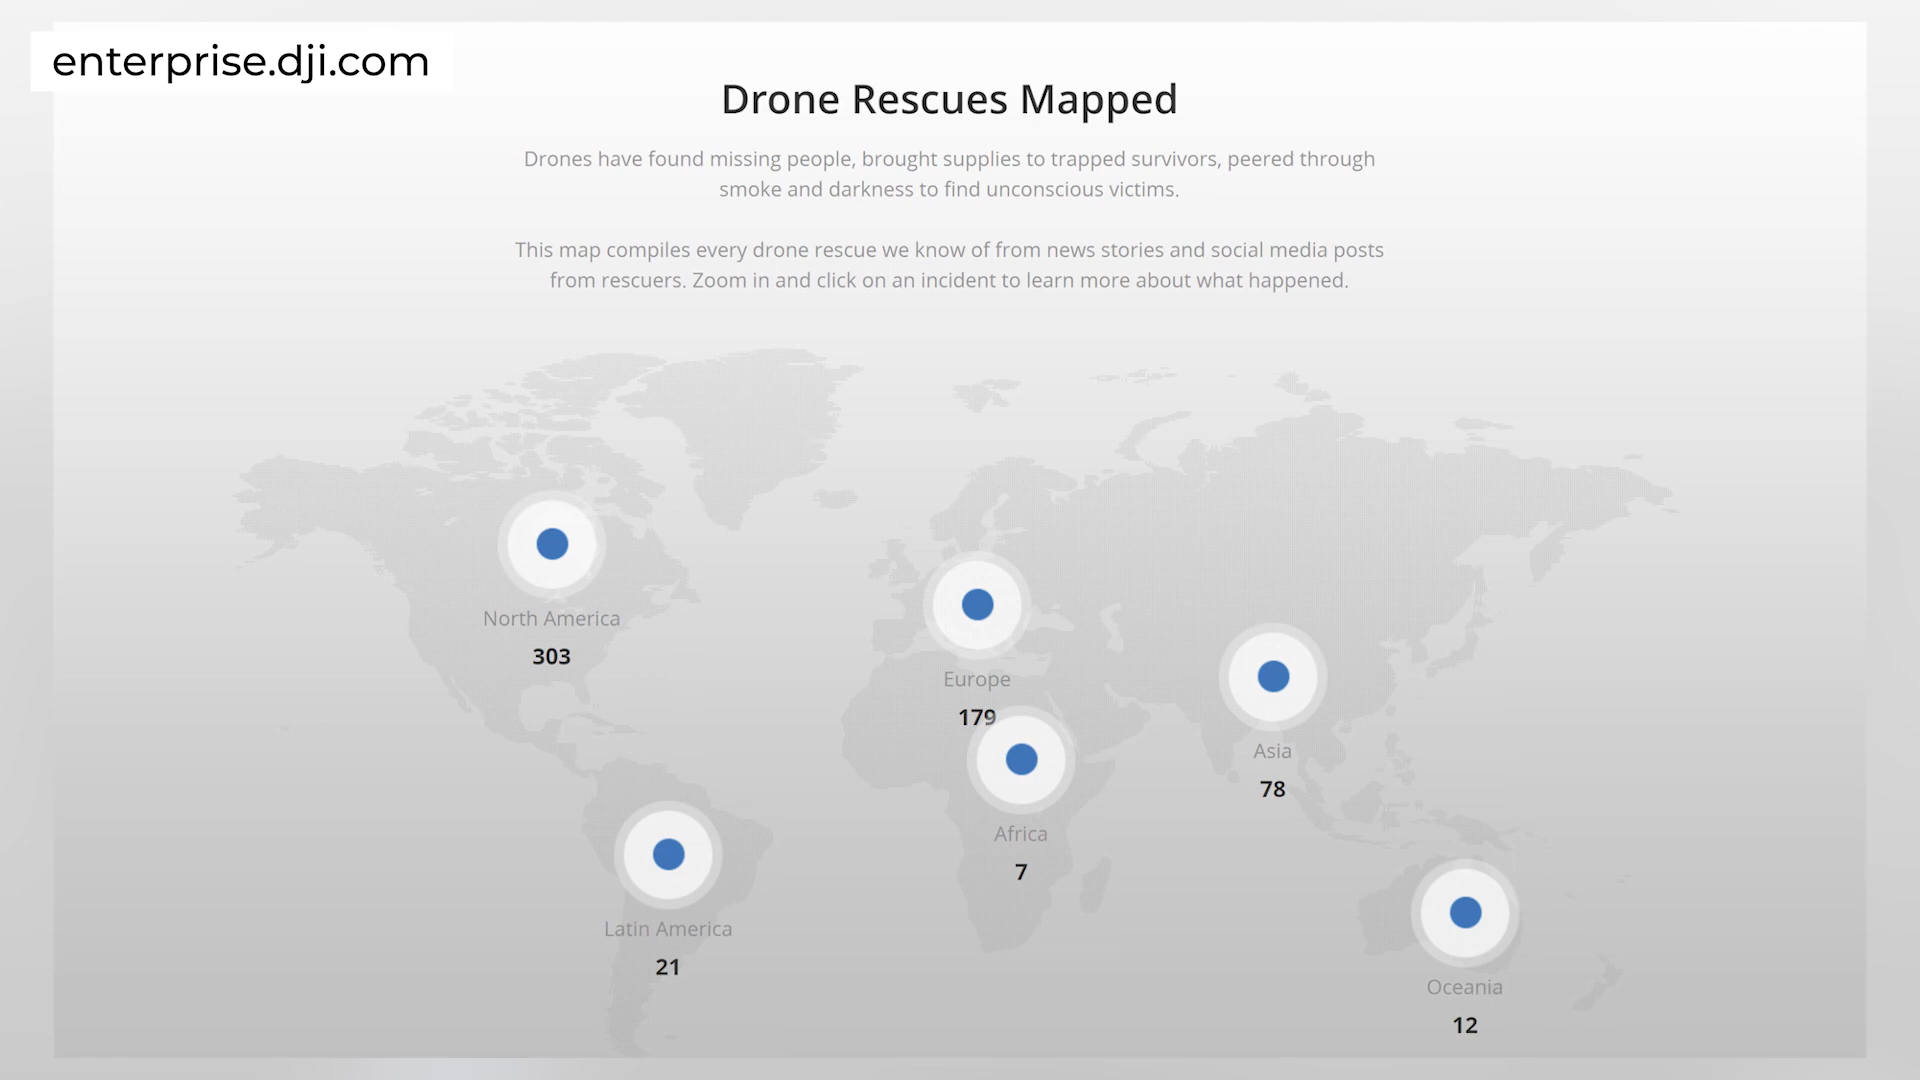 enterprise.dji.com
Drone Rescues Mapped
Drones have found missing people, brought supplies to trapped survivors, peered through
smoke and darkness to find unconscious victims.
This map compiles every drone rescue we know of from news stories and social media posts
from rescuers. Zoom in and click on an incident to learn more about what happened.
North America
303
Europe
179
Asia
78
Africa
7
Latin America
21
Oceania
12